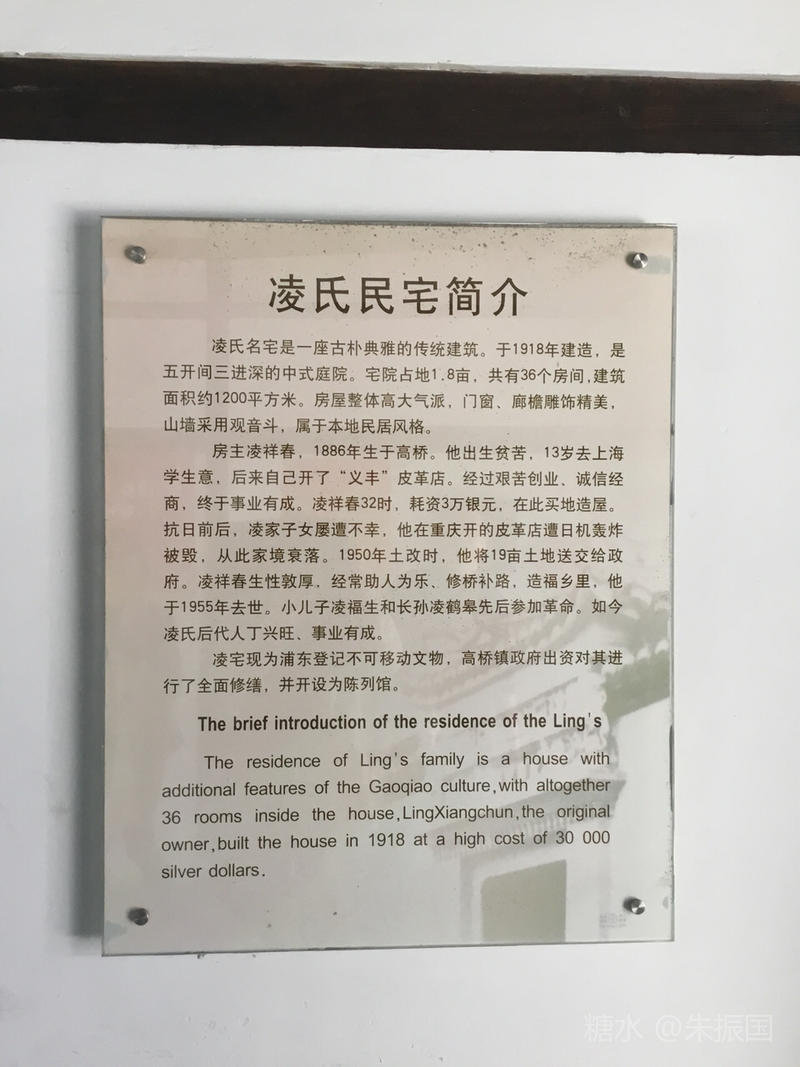 凌氏民宅简介
凌氏名宅是一座古朴典雅的传统建筑。于1918年建造，是
五开间三进深的中式庭院。宅院占地1.8亩，共有36个房间,建筑
面积约1200平方米。房屋整体高大气派，门窗、廊檐雕饰精美，
山墙采用观音斗，属于本地民居风格。
房主凌祥春，1886年生于高桥。他出生贫苦，13岁去上海
学生意，后来自己开了“义丰”皮革店。经过艰苦创业、诚信经
商，终于事业有成。凌祥春32时，耗资3万银元，在此买地造屋。
抗日前后，凌家子女屡遭不幸，他在重庆开的皮革店遭日机轰炸
被毁，从此家境衰落。1950年土改时，他将19亩土地送交给政
府。凌祥春生性敦厚，经常助人为乐、修桥补路，造福乡里，他
于1955年去世。小儿子凌福生和长孙凌鹤皋先后参加革命。如今
凌氏后代人丁兴旺、事业有成。
凌宅现为浦东登记不可移动文物，高桥镇政府出资对其进
行了全面修缮，并开设为陈列馆。
The brief introduction of the residence of the Ling's
The residence of Ling's family is a house with
additional features of the Gaoqiao culture,with altogether
36 rooms inside the house,LingXiangchun,the original
owner,built the house in 1918 at a high cost of 30 000
silver dollars.
糖水 @朱振国